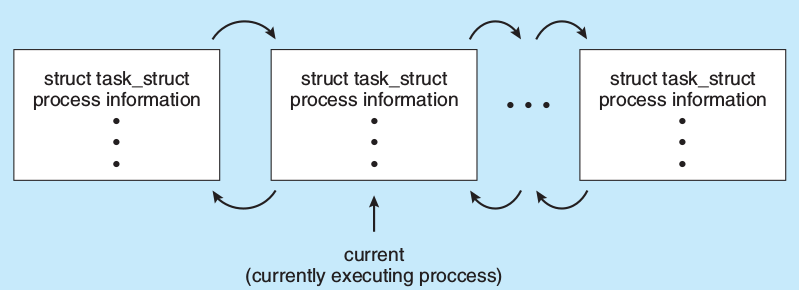 struct task_struct
process information
•
•
•
struct task_struct
process information
•
•
•
• • •
struct task_struct
process information
•
•
•
current
(currently executing proccess)